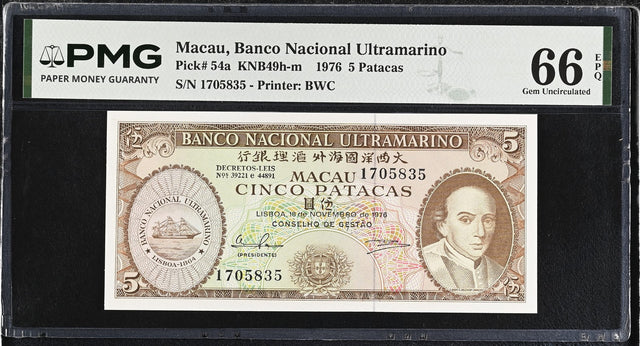 PMG
PAPER MONEY GUARANTY
Macau, Banco Nacional Ultramarino
Pick# 54a KNB49h-m 1976 5 Patacas
S/N 1705835 - Printer: BWC
66
EPQ
Gem Uncirculated
BANCO NACIONAL ULTRAMARINO
5
行銀理滙外海國洋西大
DECRETOS-LEIS
Nos 39221 e 44891
MACAU
1705835
CINCO PATACAS
圓伍
LISBOA, 18 de NOVEMBRO de 1976
CONSELHO DE GESTÃO
(PRESIDENTE)
BANCO NACIONAL ULTRAMARINO
LISBOA-1864
1705835
5